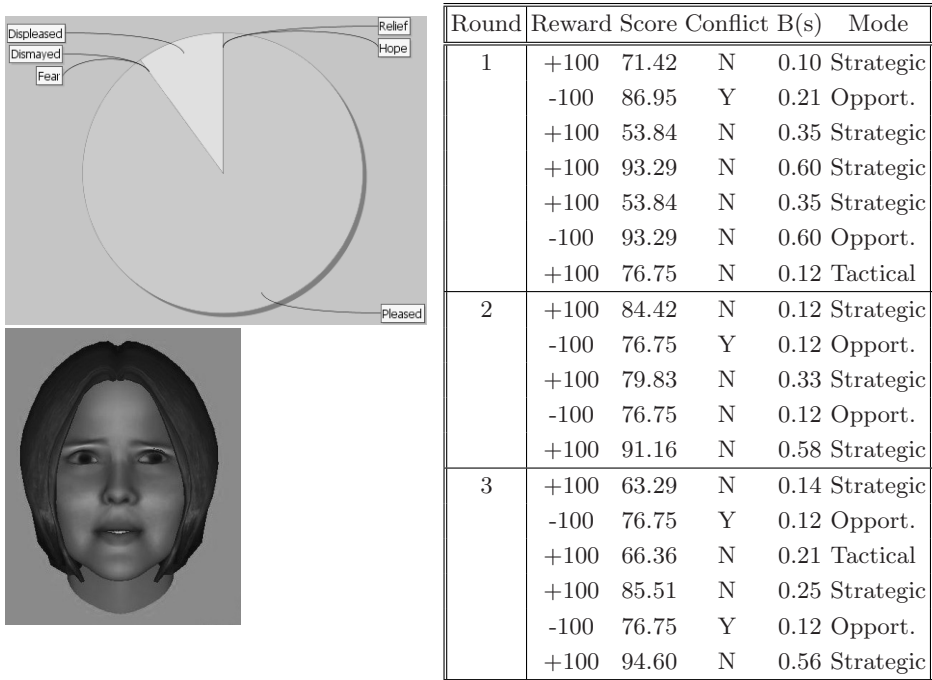 Displeased
Dismayed
Fear
Relief
Hope
Pleased
Round Reward Score Conflict B(s) Mode
1 +100 71.42 N 0.10 Strategic
-100 86.95 Y 0.21 Opport.
+100 53.84 N 0.35 Strategic
+100 93.29 N 0.60 Strategic
+100 53.84 N 0.35 Strategic
-100 93.29 N 0.60 Opport.
+100 76.75 N 0.12 Tactical
2 +100 84.42 N 0.12 Strategic
-100 76.75 Y 0.12 Opport.
+100 79.83 N 0.33 Strategic
-100 76.75 N 0.12 Opport.
+100 91.16 N 0.58 Strategic
3 +100 63.29 N 0.14 Strategic
-100 76.75 Y 0.12 Opport.
+100 66.36 N 0.21 Tactical
+100 85.51 N 0.25 Strategic
-100 76.75 Y 0.12 Opport.
+100 94.60 N 0.56 Strategic